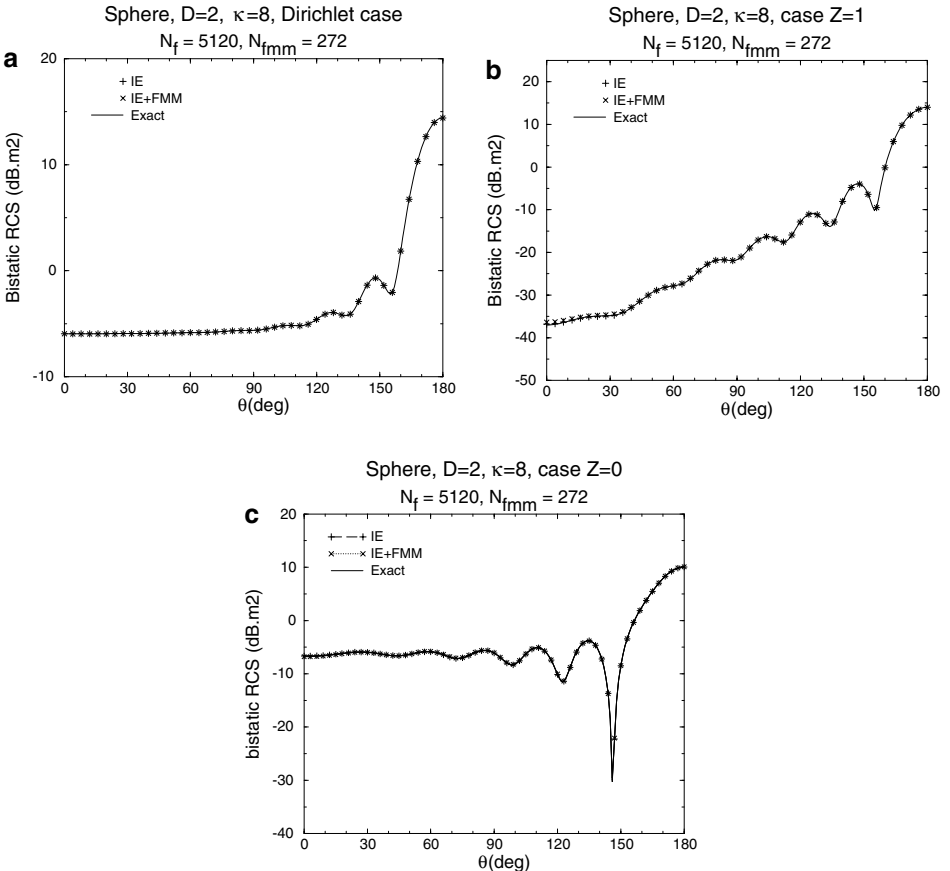 Sphere, D=2, κ=8, Dirichlet case
N_f = 5120, N_fmm = 272
a
IE
IE+FMM
Exact
Bistatic RCS (dB.m2)
20
10
0
-10
0 30 60 90 120 150 180
θ(deg)
Sphere, D=2, κ=8, case Z=1
N_f = 5120, N_fmm = 272
b
IE
IE+FMM
Exact
Bistatic RCS (dB.m2)
20
10
0
-10
-20
-30
-40
-50
0 30 60 90 120 150 180
θ(deg)
Sphere, D=2, κ=8, case Z=0
N_f = 5120, N_fmm = 272
c
IE
IE+FMM
Exact
bistatic RCS (dB.m2)
20
10
0
-10
-20
-30
-40
0 30 60 90 120 150 180
θ(deg)